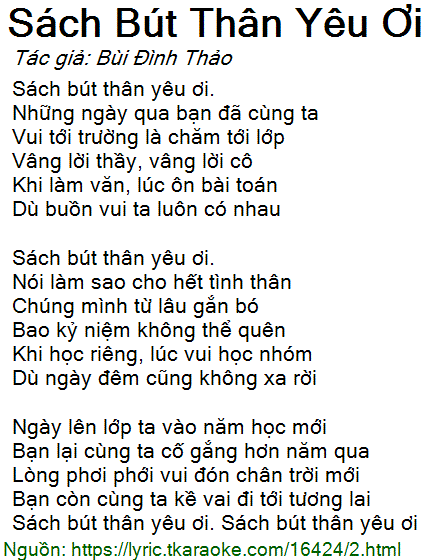 Sách Bút Thân Yêu Ơi
Tác giả: Bùi Đình Thảo
Sách bút thân yêu ơi.
Những ngày qua bạn đã cùng ta
Vui tới trường là chăm tới lớp
Vâng lời thầy, vâng lời cô
Khi làm văn, lúc ôn bài toán
Dù buồn vui ta luôn có nhau
Sách bút thân yêu ơi.
Nói làm sao cho hết tình thân
Chúng mình từ lâu gắn bó
Bao kỷ niệm không thể quên
Khi học riêng, lúc vui học nhóm
Dù ngày đêm cũng không xa rời
Ngày lên lớp ta vào năm học mới
Bạn lại cùng ta cố gắng hơn năm qua
Lòng phơi phới vui đón chân trời mới
Bạn còn cùng ta kề vai đi tới tương lai
Sách bút thân yêu ơi. Sách bút thân yêu ơi
Nguồn: https://lyric.tkaraoke.com/16424/2.html